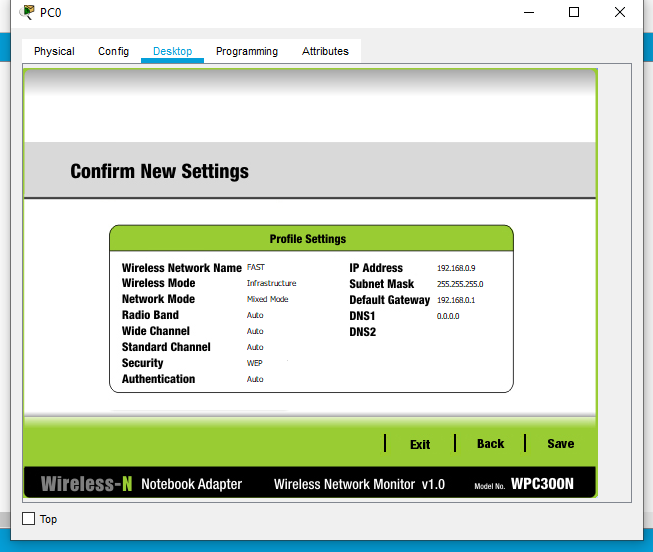 PC0
Physical Config Desktop Programming Attributes
Confirm New Settings
Profile Settings
Wireless Network Name FAST
Wireless Mode Infrastructure
Network Mode Mixed Mode
Radio Band Auto
Wide Channel Auto
Standard Channel Auto
Security WEP
Authentication Auto
IP Address 192.168.0.9
Subnet Mask 255.255.255.0
Default Gateway 192.168.0.1
DNS1 0.0.0.0
DNS2
Exit Back Save
Wireless-N Notebook Adapter Wireless Network Monitor v1.0 Model No. WPC300N
Top